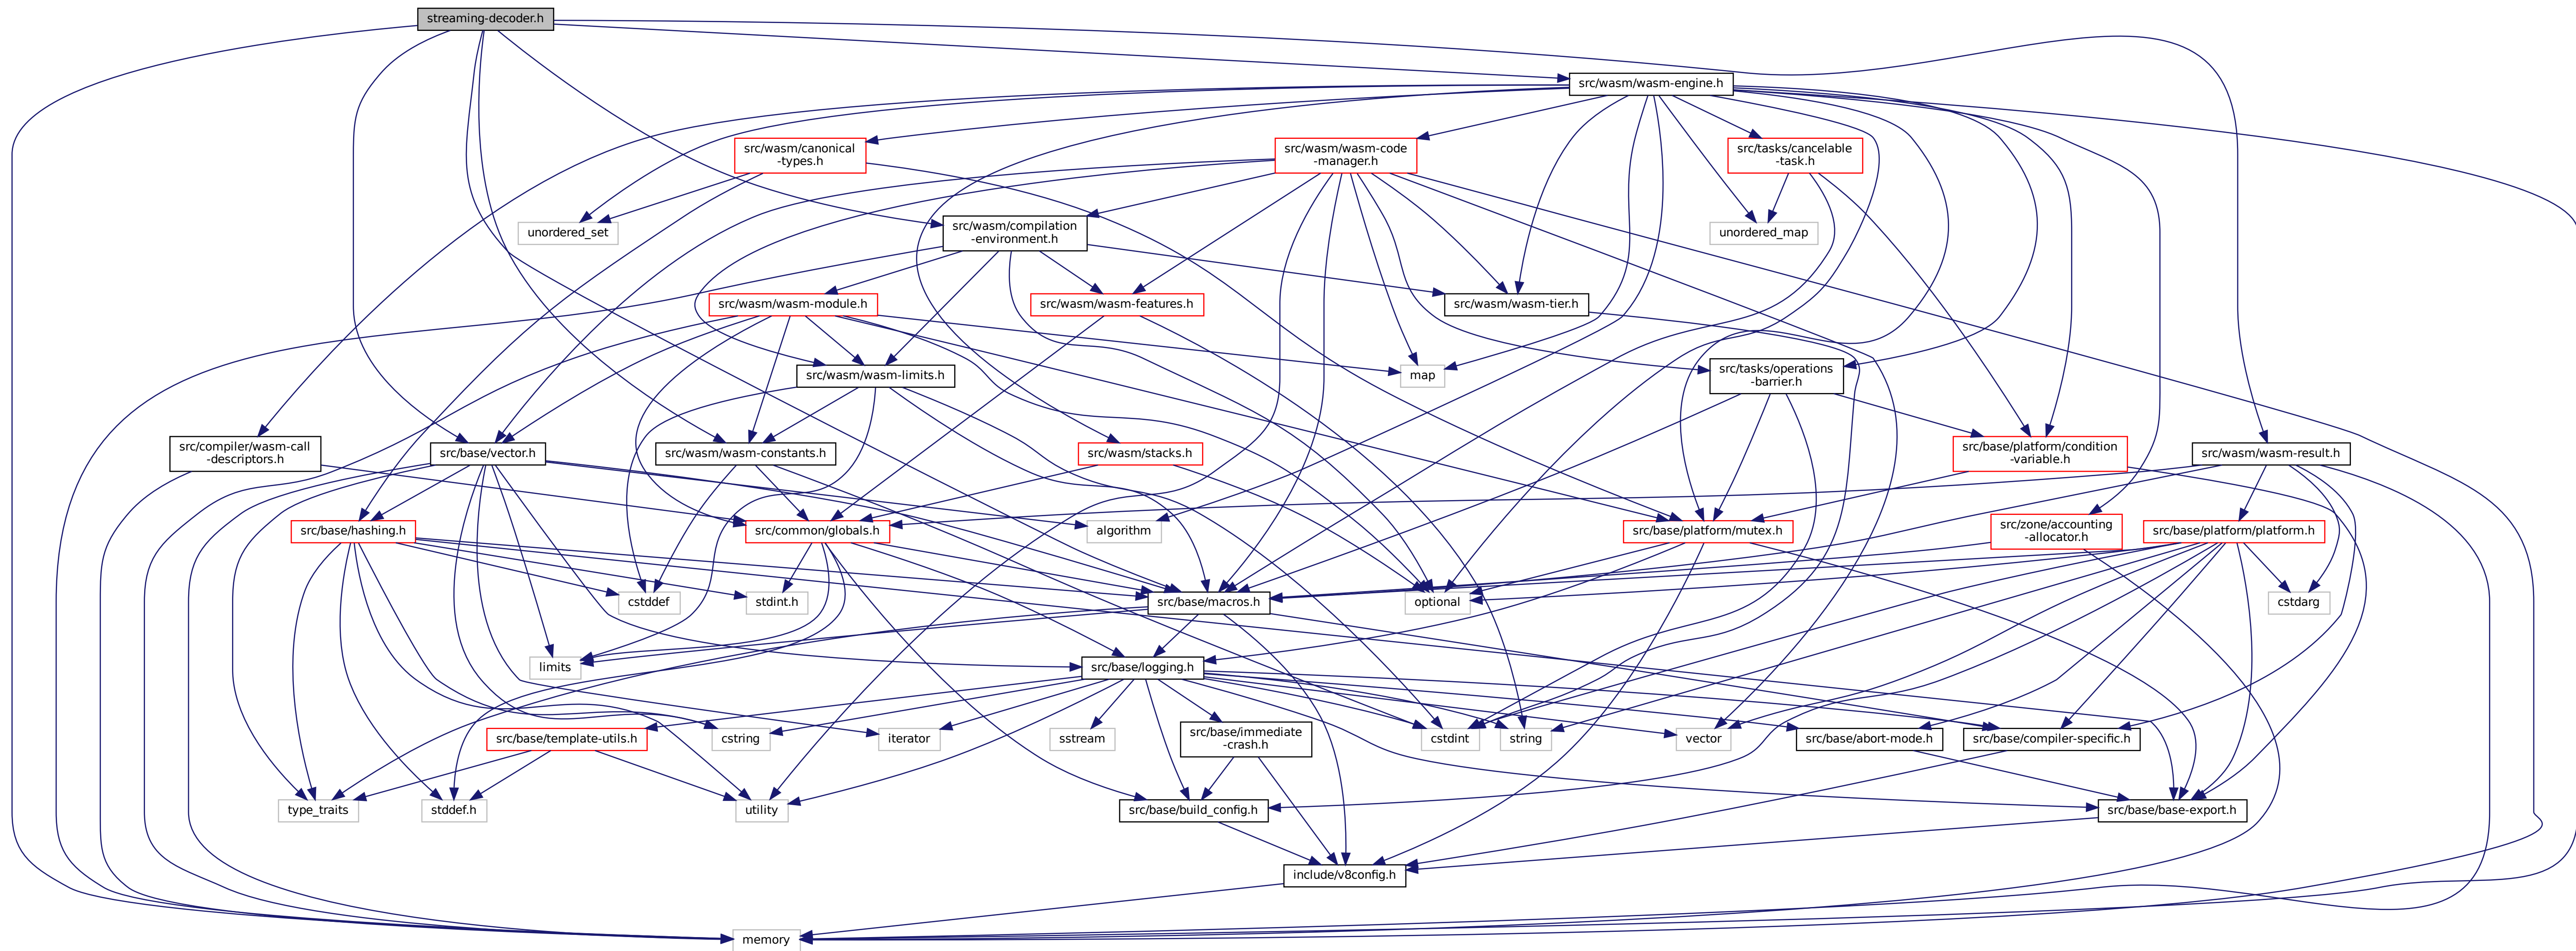 streaming-decoder.h
src/wasm/wasm-engine.h
src/wasm/canonical
-types.h
src/wasm/wasm-code
-manager.h
src/tasks/cancelable
-task.h
unordered_set
src/wasm/compilation
-environment.h
unordered_map
src/wasm/wasm-module.h
src/wasm/wasm-features.h
src/wasm/wasm-tier.h
src/wasm/wasm-limits.h
map
src/tasks/operations
-barrier.h
src/compiler/wasm-call
-descriptors.h
src/base/vector.h
src/wasm/wasm-constants.h
src/wasm/stacks.h
src/base/platform/condition
-variable.h
src/wasm/wasm-result.h
src/base/hashing.h
src/common/globals.h
algorithm
src/base/platform/mutex.h
src/zone/accounting
-allocator.h
src/base/platform/platform.h
cstddef
stdint.h
src/base/macros.h
optional
cstdarg
limits
src/base/logging.h
src/base/template-utils.h
cstring
iterator
sstream
src/base/immediate
-crash.h
cstdint
string
vector
src/base/abort-mode.h
src/base/compiler-specific.h
type_traits
stddef.h
utility
src/base/build_config.h
src/base/base-export.h
include/v8config.h
memory